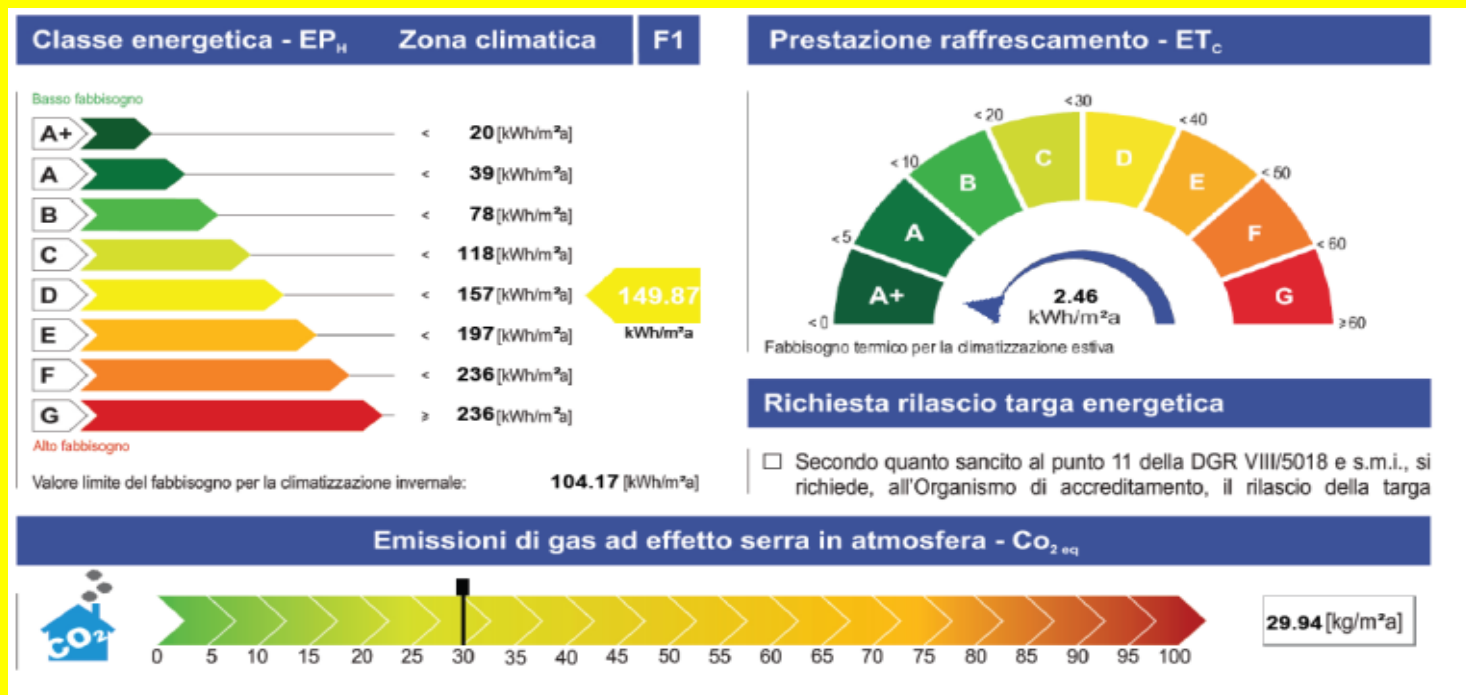 Classe energetica - EPH Zona climatica F1
Basso fabbisogno
A+ < 20 [kWh/m²a]
A < 39 [kWh/m²a]
B < 78 [kWh/m²a]
C < 118 [kWh/m²a]
D < 157 [kWh/m²a]
149.87
kWh/m²a
E < 197 [kWh/m²a]
F < 236 [kWh/m²a]
G ≥ 236 [kWh/m²a]
Alto fabbisogno
Valore limite del fabbisogno per la climatizzazione invernale: 104.17 [kWh/m²a]
Prestazione raffrescamento - ETC
<0
A+
<5
A
<10
B
<20
C
<30
D
<40
E
<50
F
<60
G
≥60
2.46
kWh/m²a
Fabbisogno termico per la climatizzazione estiva
Richiesta rilascio targa energetica
☐ Secondo quanto sancito al punto 11 della DGR VIII/5018 e s.m.i., si
richiede, all'Organismo di accreditamento, il rilascio della targa
Emissioni di gas ad effetto serra in atmosfera - Co2 eq
CO2
0 5 10 15 20 25 30 35 40 45 50 55 60 65 70 75 80 85 90 95 100
29.94 [kg/m²a]